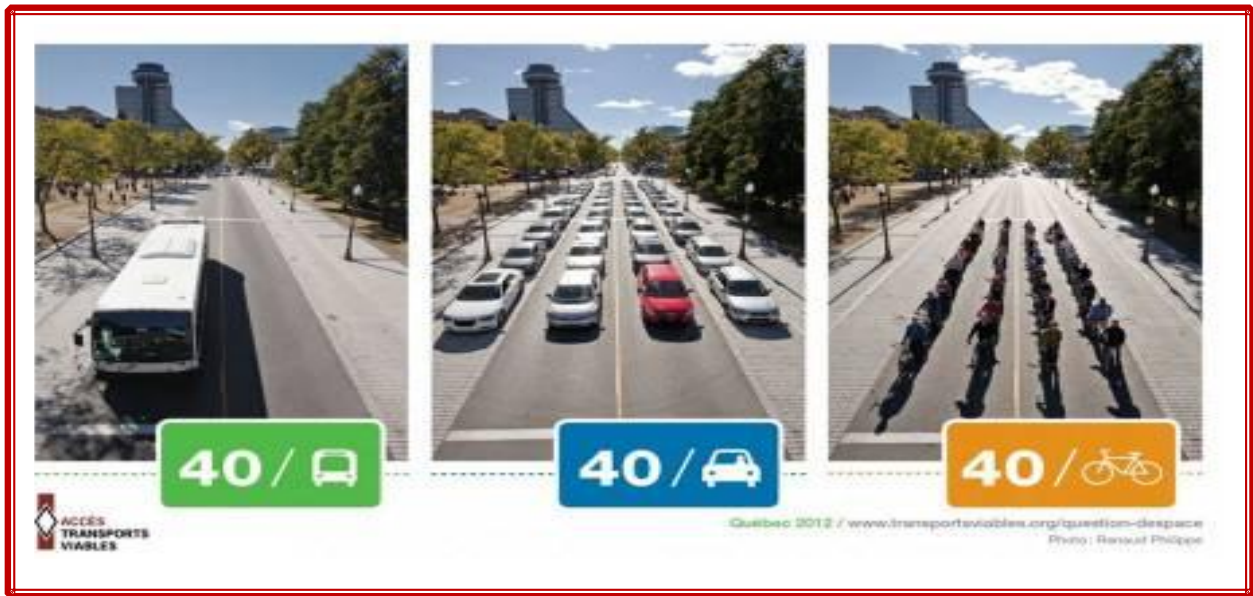 40/
40/
40/
ACCÈS
TRANSPORTS
VIABLES
Québec 2012 / www.transportsviables.org/question-despace
Photo : Renaud Philippe